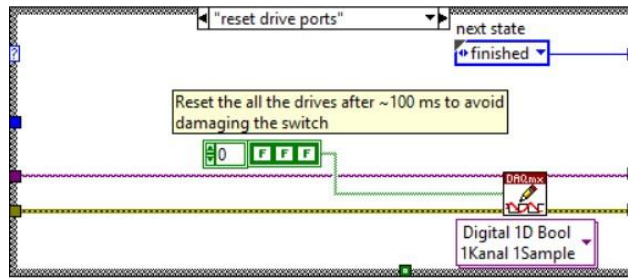 "reset drive ports"
next state
finished
Reset the all the drives after ~100 ms to avoid
damaging the switch
0 F F F
DAQmx
Digital 1D Bool
1Kanal 1Sample
?